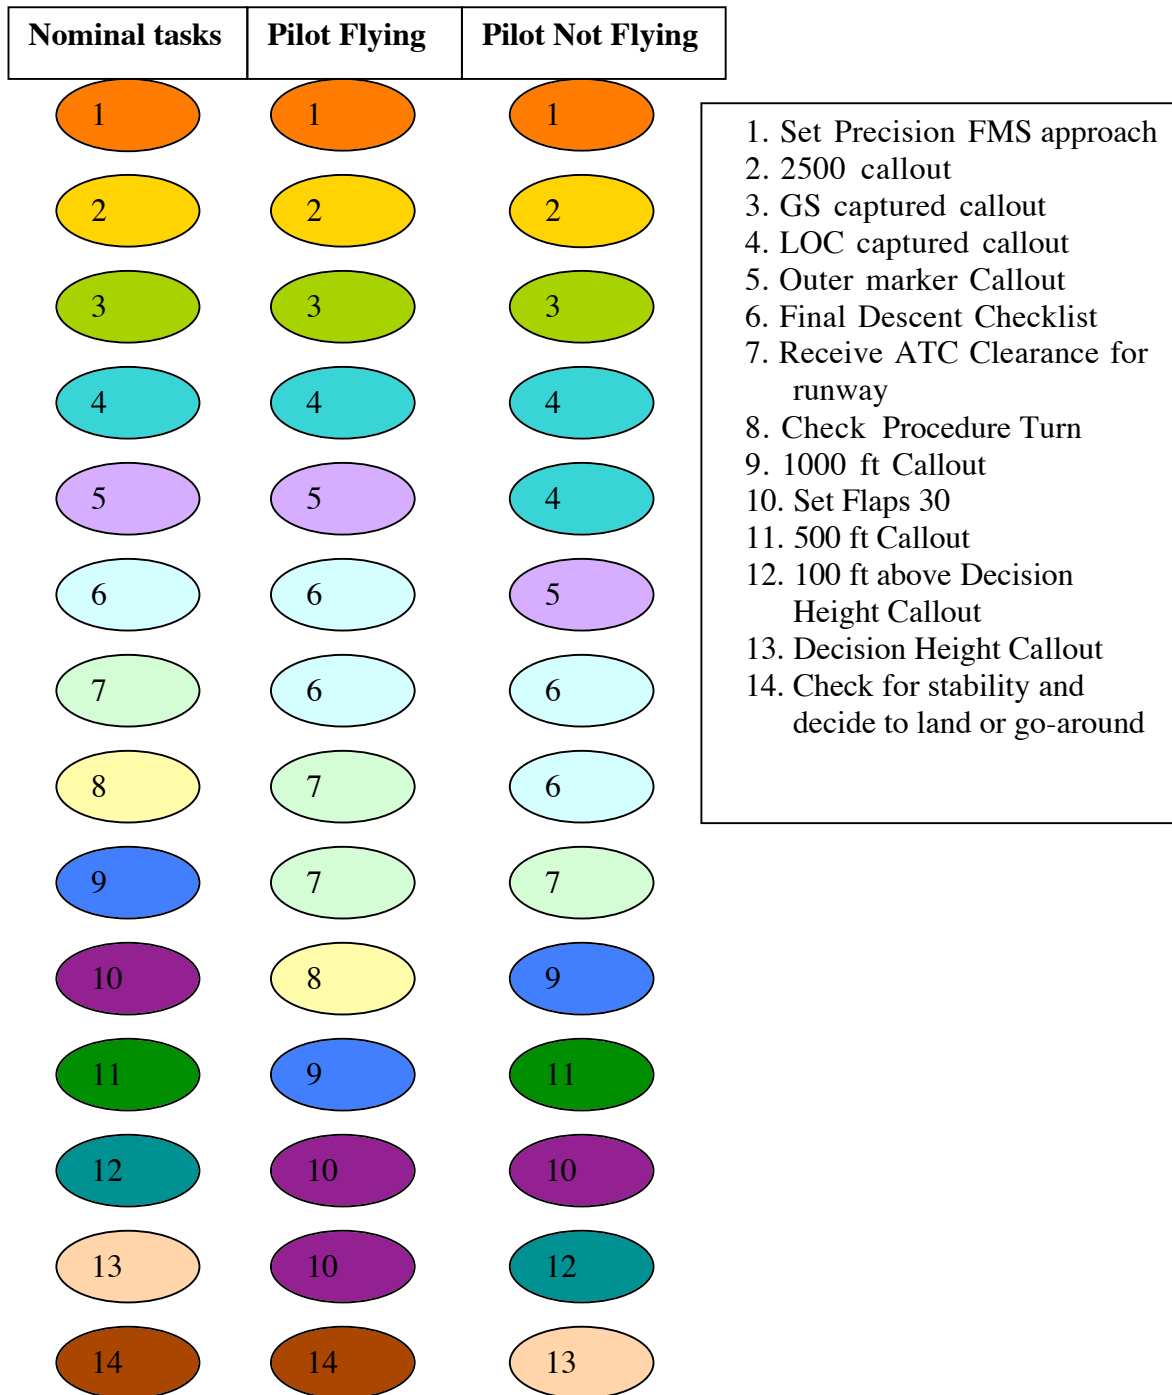 Nominal tasks Pilot Flying Pilot Not Flying
1 1 1
2 2 2
3 3 3
4 4 4
5 5 4
6 6 5
7 6 6
8 7 6
9 7 7
10 8 9
11 9 11
12 10 10
13 10 12
14 14 13
1. Set Precision FMS approach
2. 2500 callout
3. GS captured callout
4. LOC captured callout
5. Outer marker Callout
6. Final Descent Checklist
7. Receive ATC Clearance for
runway
8. Check Procedure Turn
9. 1000 ft Callout
10. Set Flaps 30
11. 500 ft Callout
12. 100 ft above Decision
Height Callout
13. Decision Height Callout
14. Check for stability and
decide to land or go-around